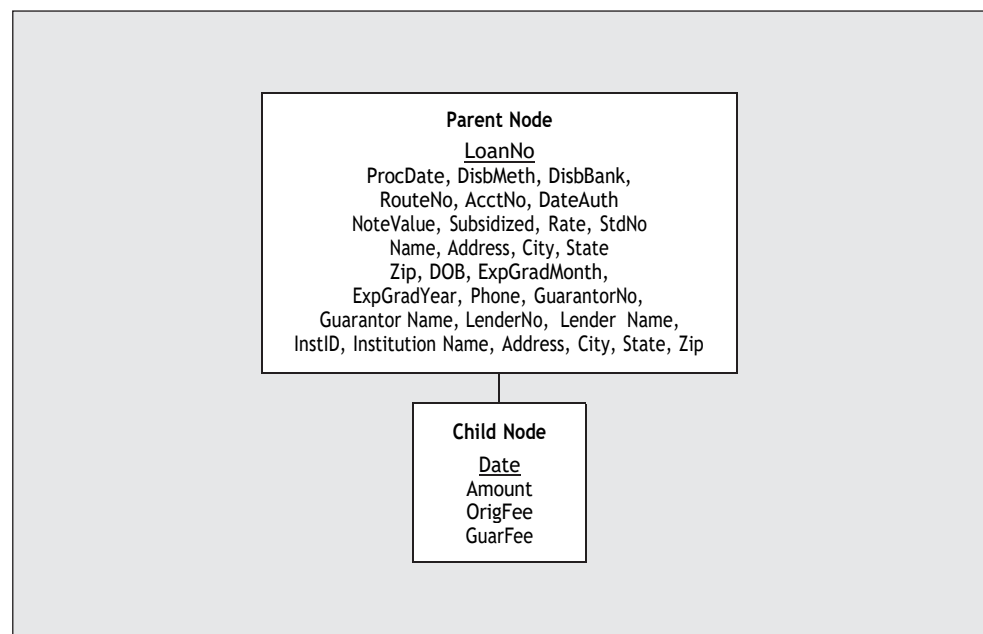 Parent Node
LoanNo
ProcDate, DisbMeth, DisbBank,
RouteNo, AcctNo, DateAuth
NoteValue, Subsidized, Rate, StdNo
Name, Address, City, State
Zip, DOB, ExpGradMonth,
ExpGradYear, Phone, GuarantorNo,
Guarantor Name, LenderNo, Lender Name,
InstID, Institution Name, Address, City, State, Zip
Child Node
Date
Amount
OrigFee
GuarFee